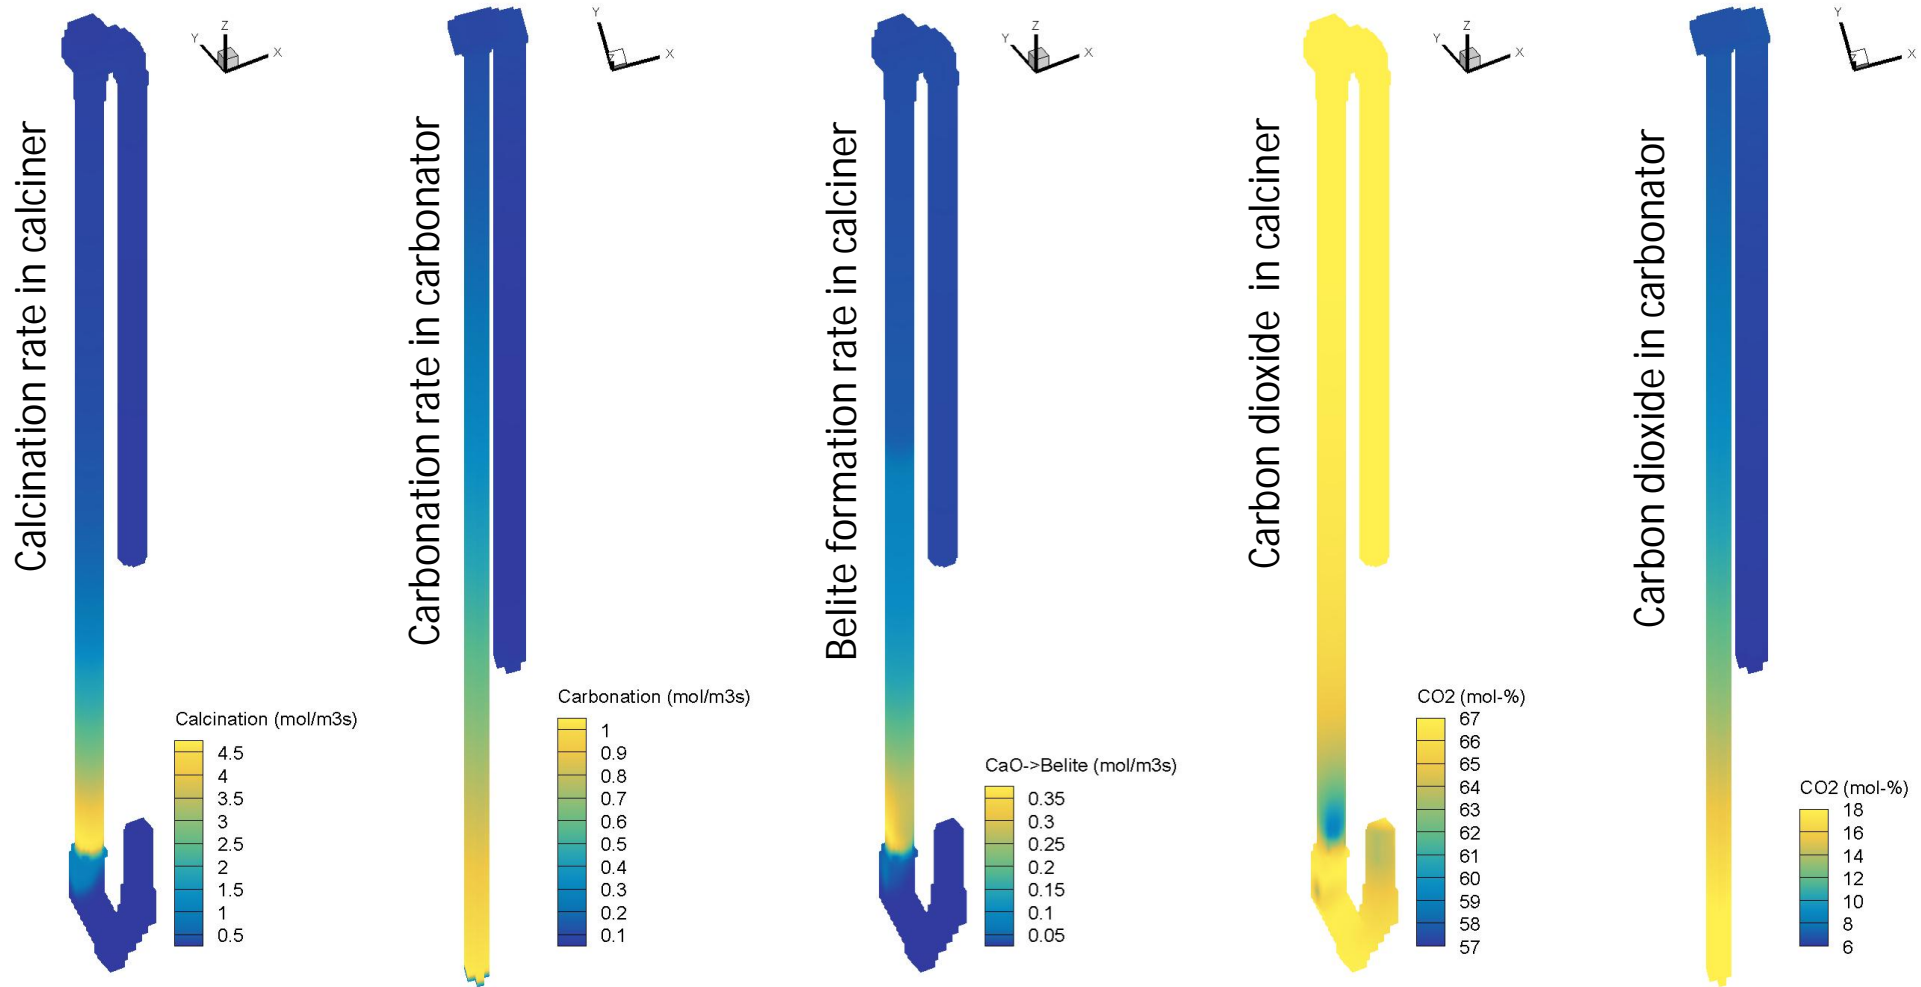 Calcination rate in calciner
Z
Y
X
Calcination (mol/m3s)
4.5
4
3.5
3
2.5
2
1.5
1
0.5
Carbonation rate in carbonator
Y
X
Carbonation (mol/m3s)
1
0.9
0.8
0.7
0.6
0.5
0.4
0.3
0.2
0.1
Belite formation rate in calciner
Z
Y
X
CaO->Belite (mol/m3s)
0.35
0.3
0.25
0.2
0.15
0.1
0.05
Carbon dioxide in calciner
Z
Y
X
CO2 (mol-%)
67
66
65
64
63
62
61
60
59
58
57
Carbon dioxide in carbonator
Y
X
CO2 (mol-%)
18
16
14
12
10
8
6